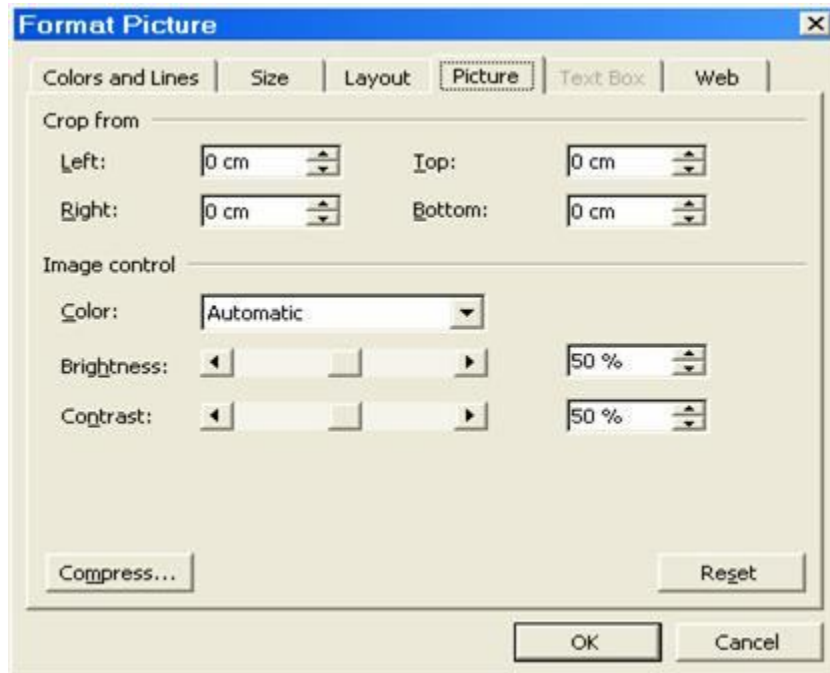 Format Picture
Colors and Lines Size Layout Picture Text Box Web
Crop from
Left: 0 cm Top: 0 cm
Right: 0 cm Bottom: 0 cm
Image control
Color: Automatic
Brightness: 50 %
Contrast: 50 %
Compress... Reset
OK Cancel